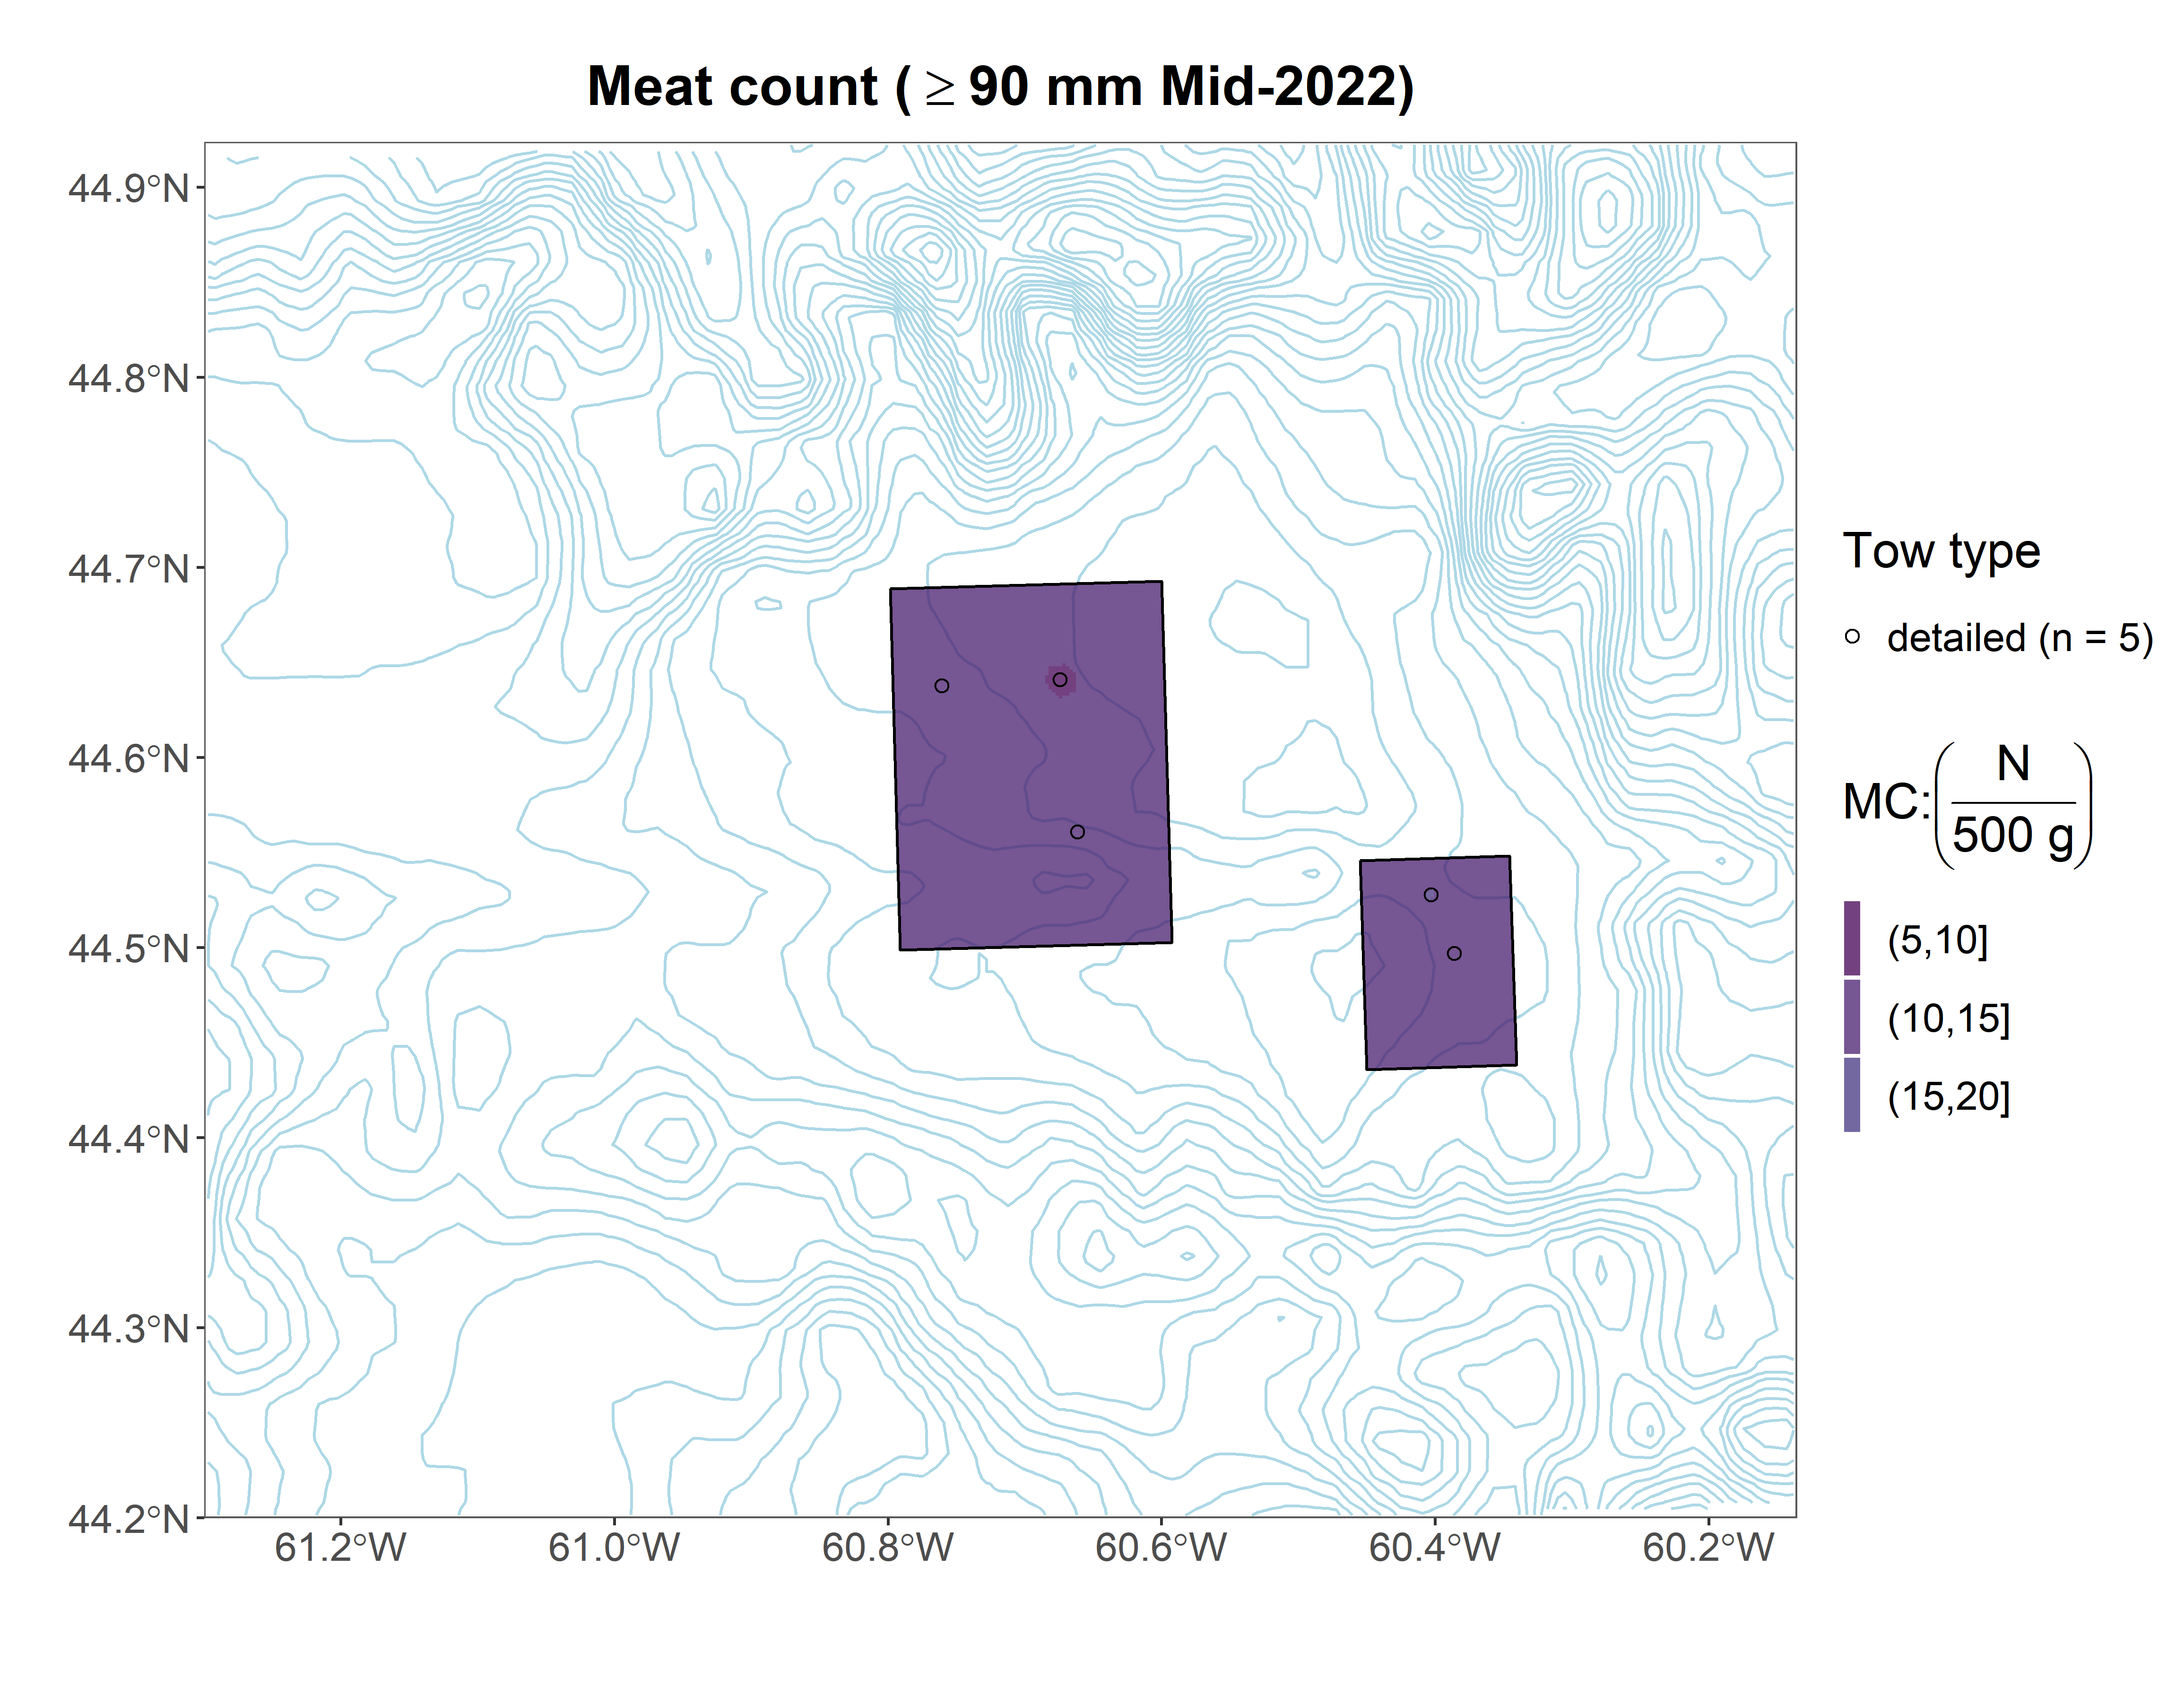 Meat count ( ≥ 90 mm Mid-2022)
44.9°N
44.8°N
44.7°N
44.6°N
44.5°N
44.4°N
44.3°N
44.2°N
61.2°W
61.0°W
60.8°W
60.6°W
60.4°W
60.2°W
Tow type
detailed (n = 5)
MC:(N/500 g)
(5,10]
(10,15]
(15,20]